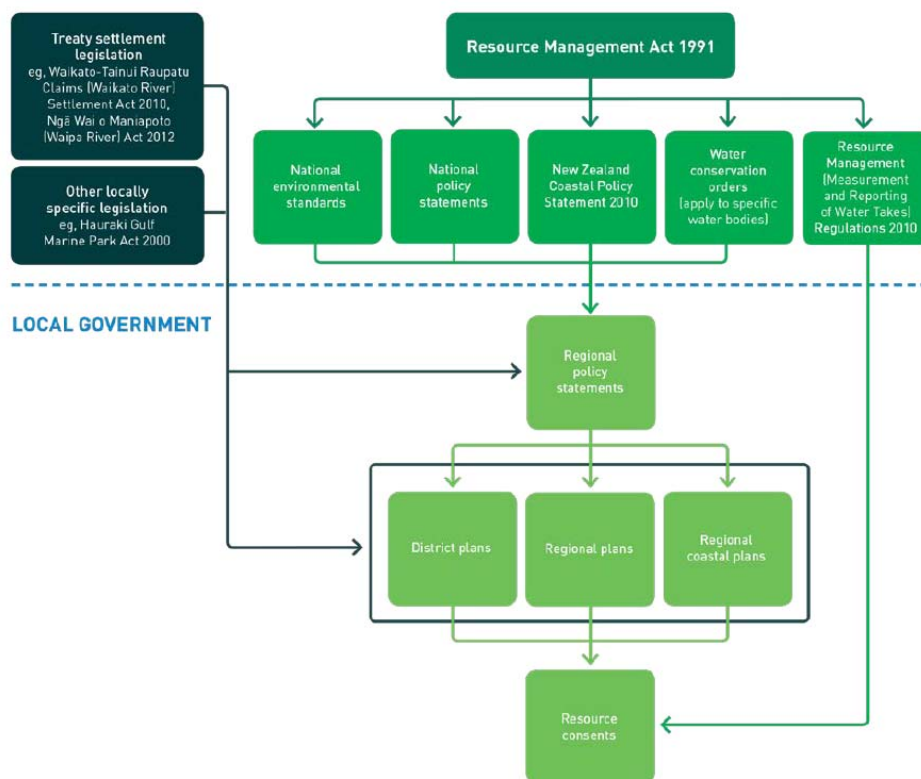 Treaty settlement
legislation
eg, Waikato-Tainui Raupatu
Claims (Waikato River)
Settlement Act 2010,
Ngā Wai o Maniapoto
(Waipa River) Act 2012
Other locally
specific legislation
eg, Hauraki Gulf
Marine Park Act 2000
Resource Management Act 1991
National
environmental
standards
National
policy
statements
New Zealand
Coastal Policy
Statement 2010
Water
conservation
orders
(apply to specific
water bodies)
Resource
Management
(Measurement
and Reporting
of Water Takes)
Regulations 2010
LOCAL GOVERNMENT
Regional
policy
statements
District plans
Regional plans
Regional
coastal plans
Resource
consents